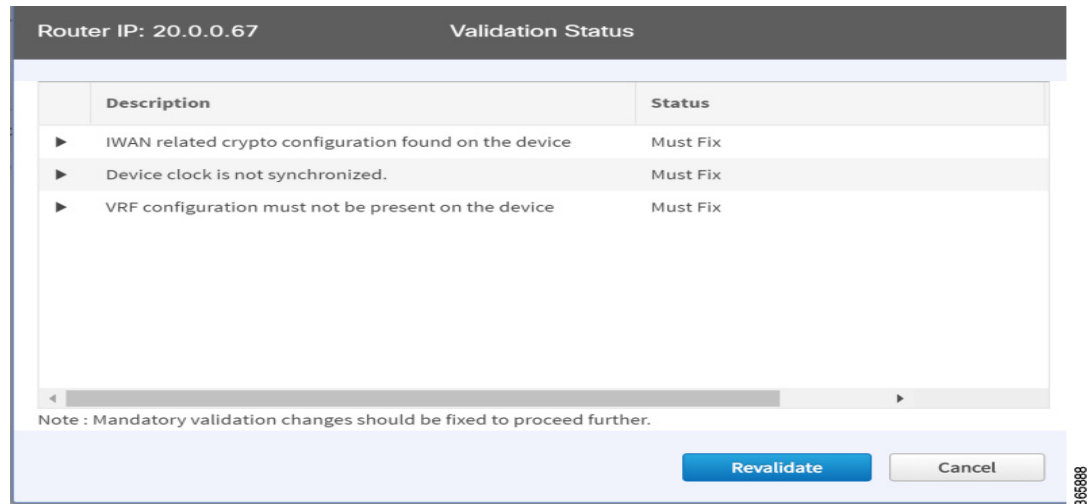 Router IP: 20.0.0.67 Validation Status
Description Status
IWAN related crypto configuration found on the device Must Fix
Device clock is not synchronized. Must Fix
VRF configuration must not be present on the device Must Fix
Note : Mandatory validation changes should be fixed to proceed further.
Revalidate Cancel